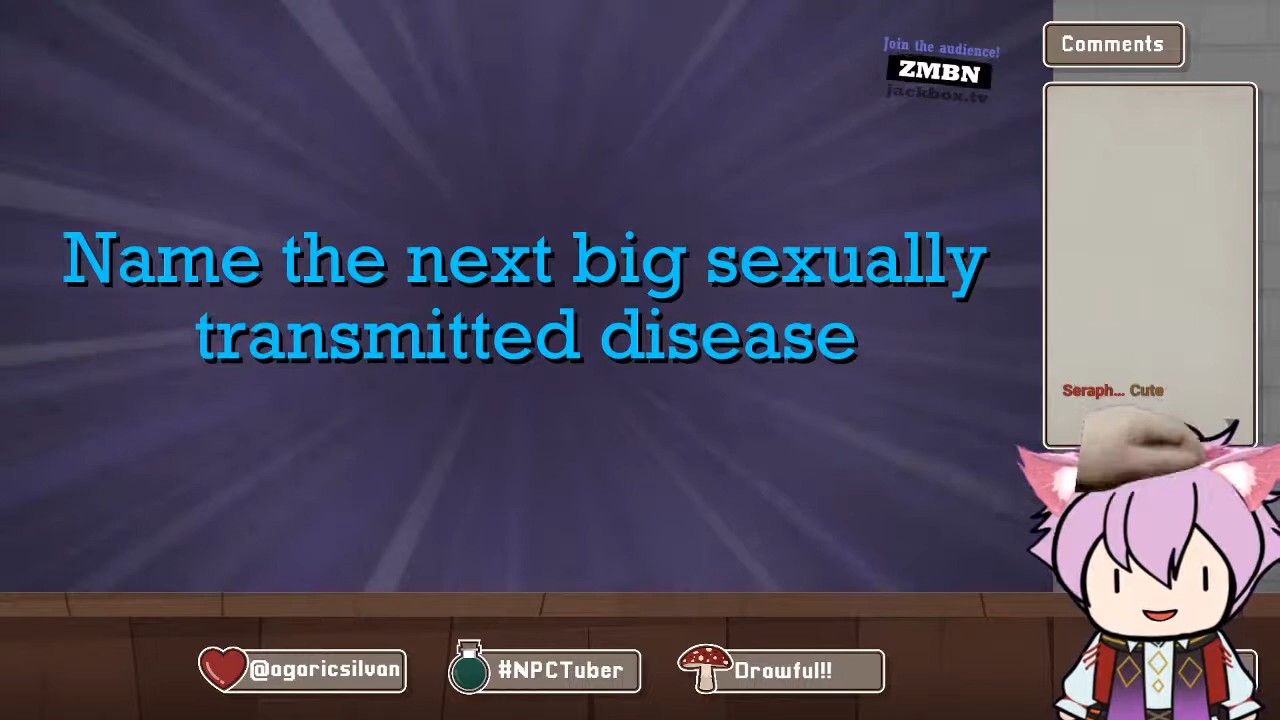 Join the audience!
ZMBN
jackbox.tv
Comments
Name the next big sexually
transmitted disease
Seraph... Cute
@agaricsilvan
#NPCTuber
Drawful!!